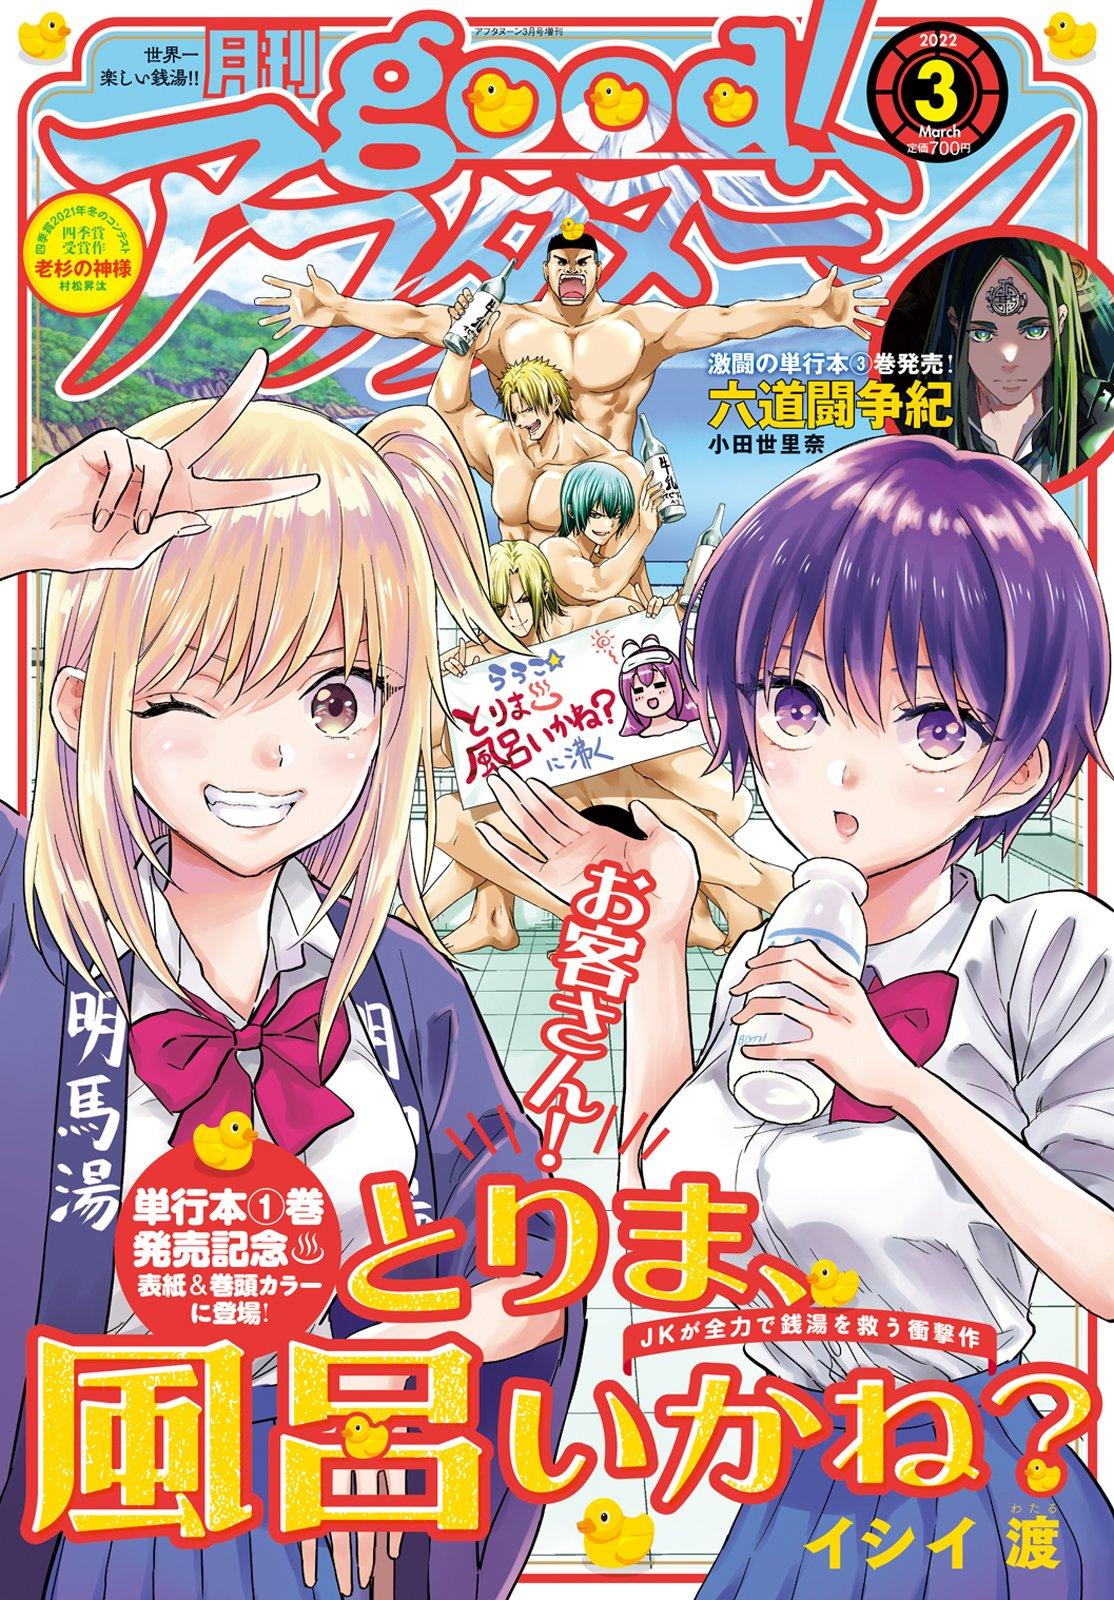 アフタヌーン3月号増刊
世界一
楽しい銭湯!!
月刊
good!
アフタヌーン
2022
3
March
定価700円
四季賞2021年冬のコンテスト
四季賞
受賞作
老杉の神様
村松昇汰
激闘の単行本③巻発売!
六道闘争紀
小田世里奈
牛乳
牛乳
ららこ☆
とりま♨
風呂いかね?
に沸く
お客さん!
明馬湯
単行本①巻
発売記念♨
表紙&巻頭カラー
に登場!
とりま、
JKが全力で銭湯を救う衝撃作
風呂いかね?
わたる
イシイ渡